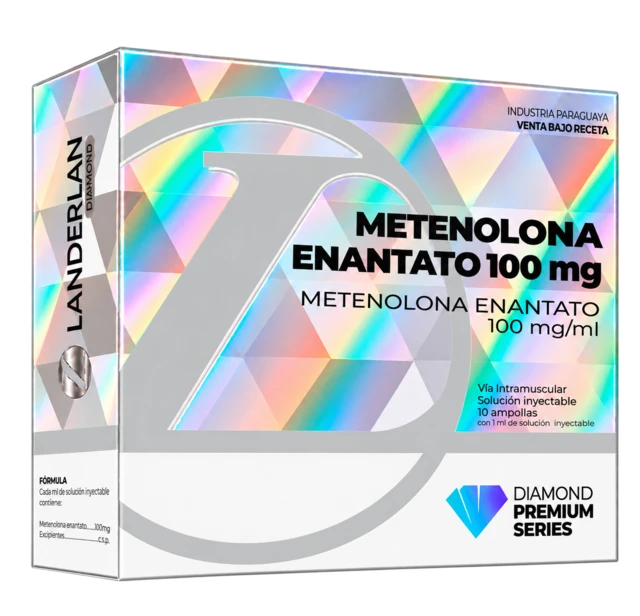 LANDERLAN
DIAMOND
FÓRMULA
Cada ml de solución inyectable
contiene:
Metenolona enantato......100mg
Excipientes..................c.s.p.
INDUSTRIA PARAGUAYA
VENTA BAJO RECETA
METENOLONA
ENANTATO 100 mg
METENOLONA ENANTATO
100 mg/ml
Vía Intramuscular
Solución inyectable
10 ampollas
con 1 ml de solución inyectable
DIAMOND
PREMIUM
SERIES